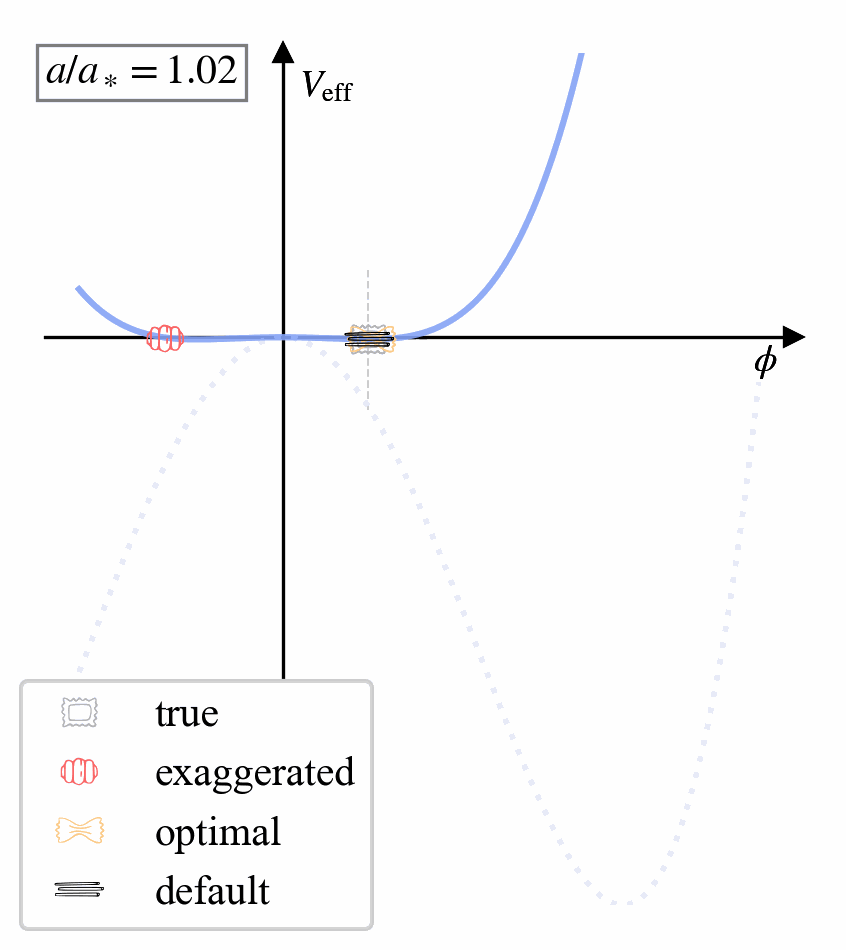 a/a* = 1.02
V_eff
ϕ
true
exaggerated
optimal
default